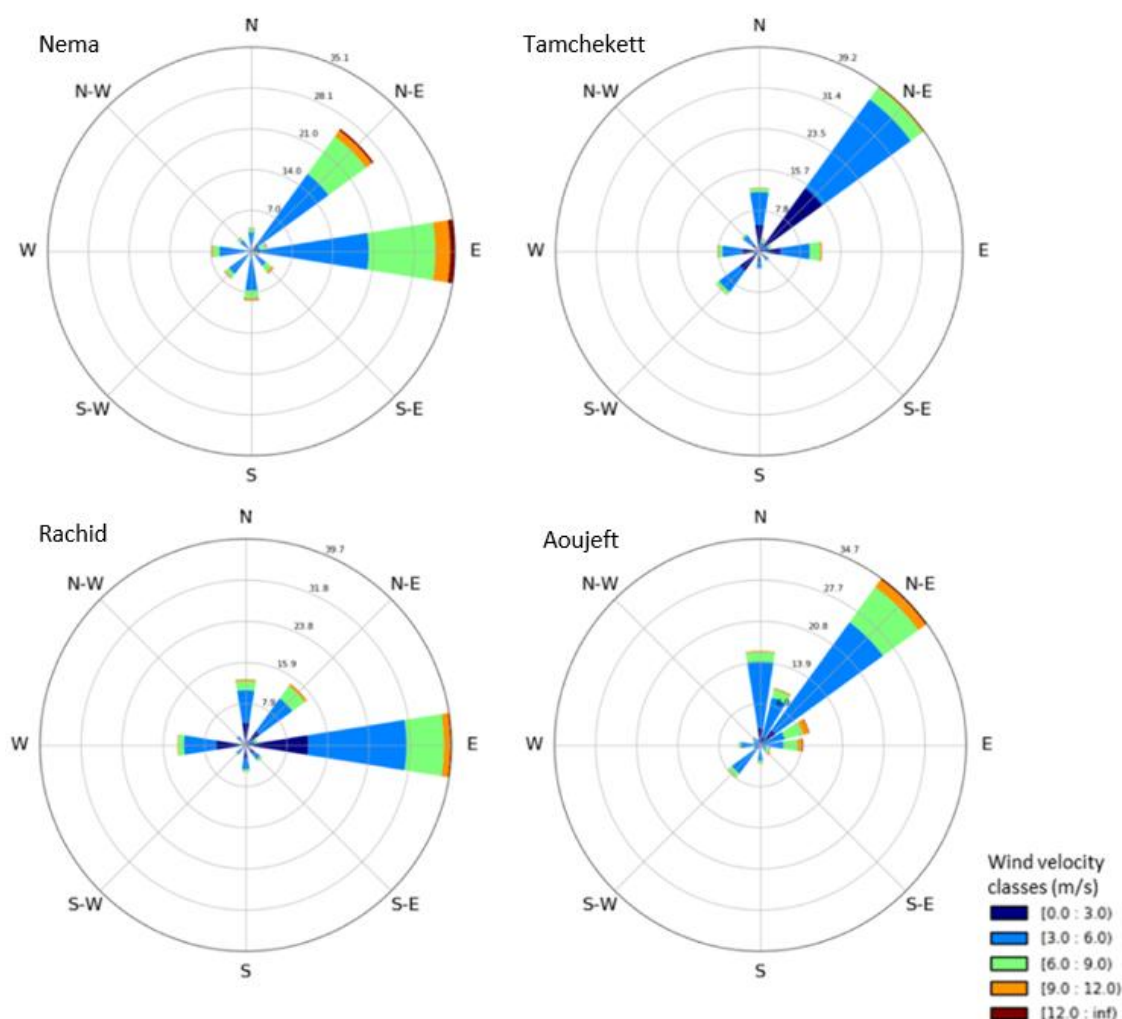 Nema
N
35.1
28.1
21.0
14.0
7.0
N-E
E
S-E
S
S-W
W
N-W
Tamchekett
N
39.2
31.4
23.5
15.7
7.8
N-E
E
S-E
S
S-W
W
N-W
Rachid
N
39.7
31.8
23.8
15.9
7.9
N-E
E
S-E
S
S-W
W
N-W
Aoujeft
N
34.7
27.7
20.8
13.9
N-E
E
S-E
S
S-W
W
N-W
Wind velocity
classes (m/s)
[0.0 : 3.0)
[3.0 : 6.0)
[6.0 : 9.0)
[9.0 : 12.0)
[12.0 : inf)